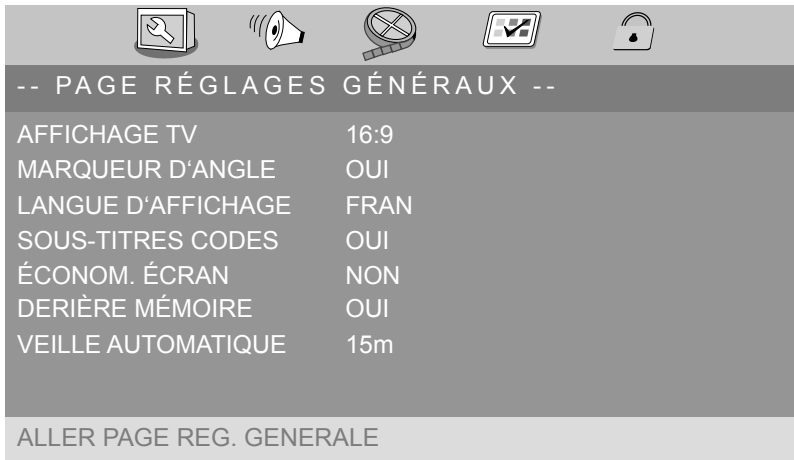 -- PAGE RÉGLAGES GÉNÉRAUX --
AFFICHAGE TV 16:9
MARQUEUR D‘ANGLE OUI
LANGUE D‘AFFICHAGE FRAN
SOUS-TITRES CODES OUI
ÉCONOM. ÉCRAN NON
DERIÈRE MÉMOIRE OUI
VEILLE AUTOMATIQUE 15m
ALLER PAGE REG. GENERALE